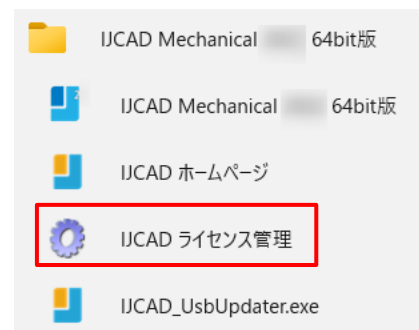 IJCAD Mechanical 64bit版
IJCAD Mechanical 64bit版
IJCAD ホームページ
IJCAD ライセンス管理
IJCAD_UsbUpdater.exe